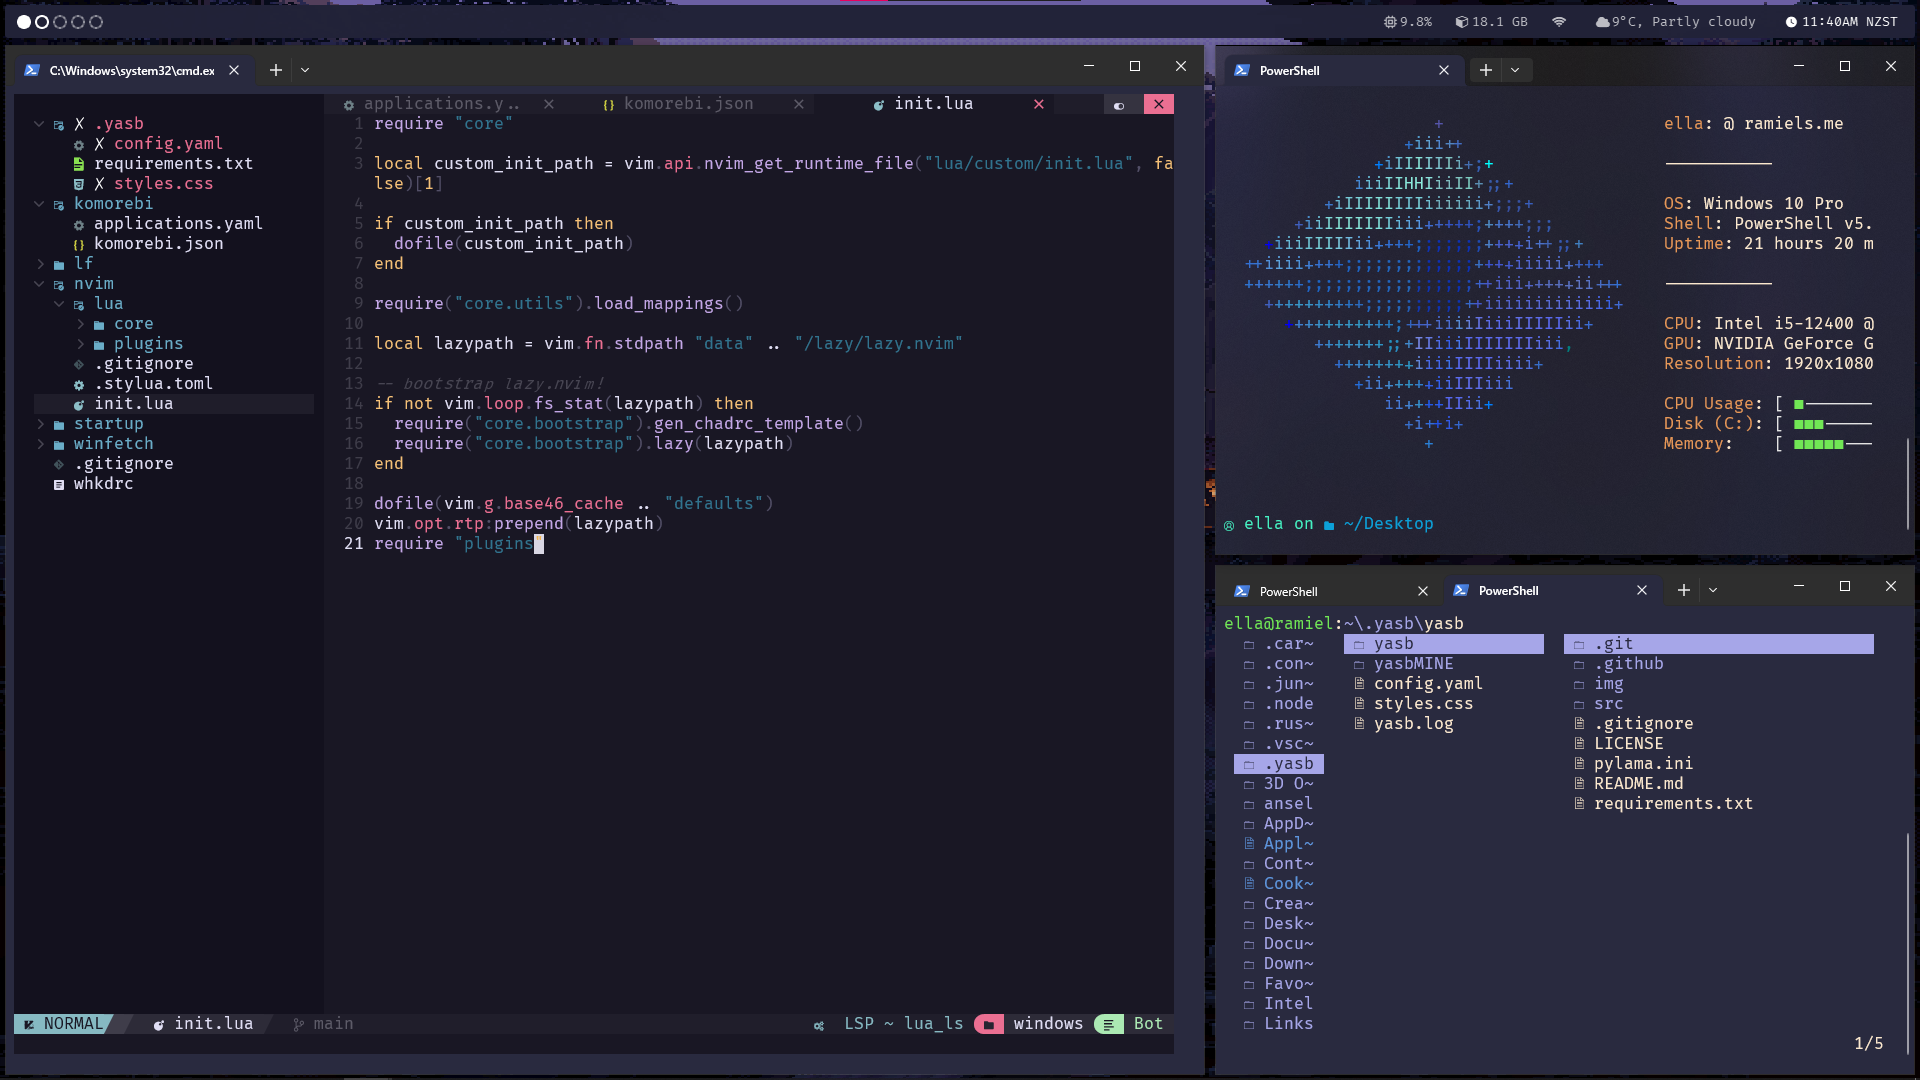 9.8%
18.1 GB
9°C, Partly cloudy
11:40AM NZST
C:\Windows\system32\cmd.ex
X .yasb
X config.yaml
requirements.txt
X styles.css
komorebi
applications.yaml
{} komorebi.json
lf
nvim
lua
core
plugins
.gitignore
.stylua.toml
init.lua
startup
winfetch
.gitignore
whkdrc
applications.y..
{} komorebi.json
init.lua
1 require "core"
2
3 local custom_init_path = vim.api.nvim_get_runtime_file("lua/custom/init.lua", fa
lse)[1]
4
5 if custom_init_path then
6   dofile(custom_init_path)
7 end
8
9 require("core.utils").load_mappings()
10
11 local lazypath = vim.fn.stdpath "data" .. "/lazy/lazy.nvim"
12
13 -- bootstrap lazy.nvim!
14 if not vim.loop.fs_stat(lazypath) then
15   require("core.bootstrap").gen_chadrc_template()
16   require("core.bootstrap").lazy(lazypath)
17 end
18
19 dofile(vim.g.base46_cache .. "defaults")
20 vim.opt.rtp:prepend(lazypath)
21 require "plugins"
NORMAL
init.lua
main
LSP ~ lua_ls
windows
Bot
PowerShell
ella: @ ramiels.me
OS: Windows 10 Pro
Shell: PowerShell v5.
Uptime: 21 hours 20 m
CPU: Intel i5-12400 @
GPU: NVIDIA GeForce G
Resolution: 1920x1080
CPU Usage: [
Disk (C:): [
Memory: [
ella on ~/Desktop
PowerShell
PowerShell
ella@ramiel:~\.yasb\yasb
.car~
.con~
.jun~
.node
.rus~
.vsc~
.yasb
3D O~
ansel
AppD~
Appl~
Cont~
Cook~
Crea~
Desk~
Docu~
Down~
Favo~
Intel
Links
yasb
yasbMINE
config.yaml
styles.css
yasb.log
.git
.github
img
src
.gitignore
LICENSE
pylama.ini
README.md
requirements.txt
1/5